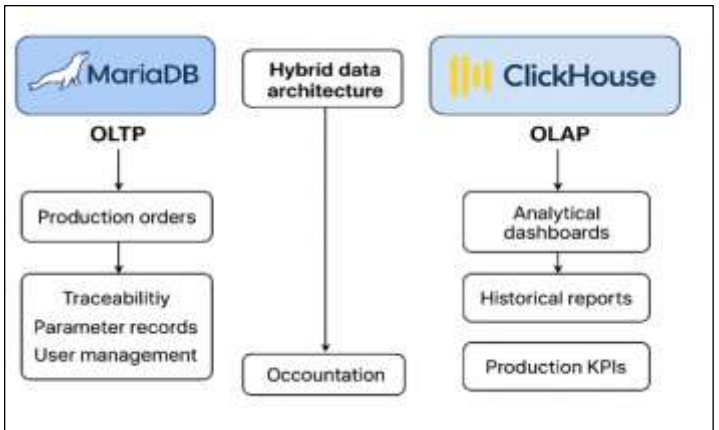 MariaDB
OLTP
Production orders
Traceabilitiy
Parameter records
User management
Hybrid data
architecture
Occountation
ClickHouse
OLAP
Analytical
dashboards
Historical reports
Production KPIs